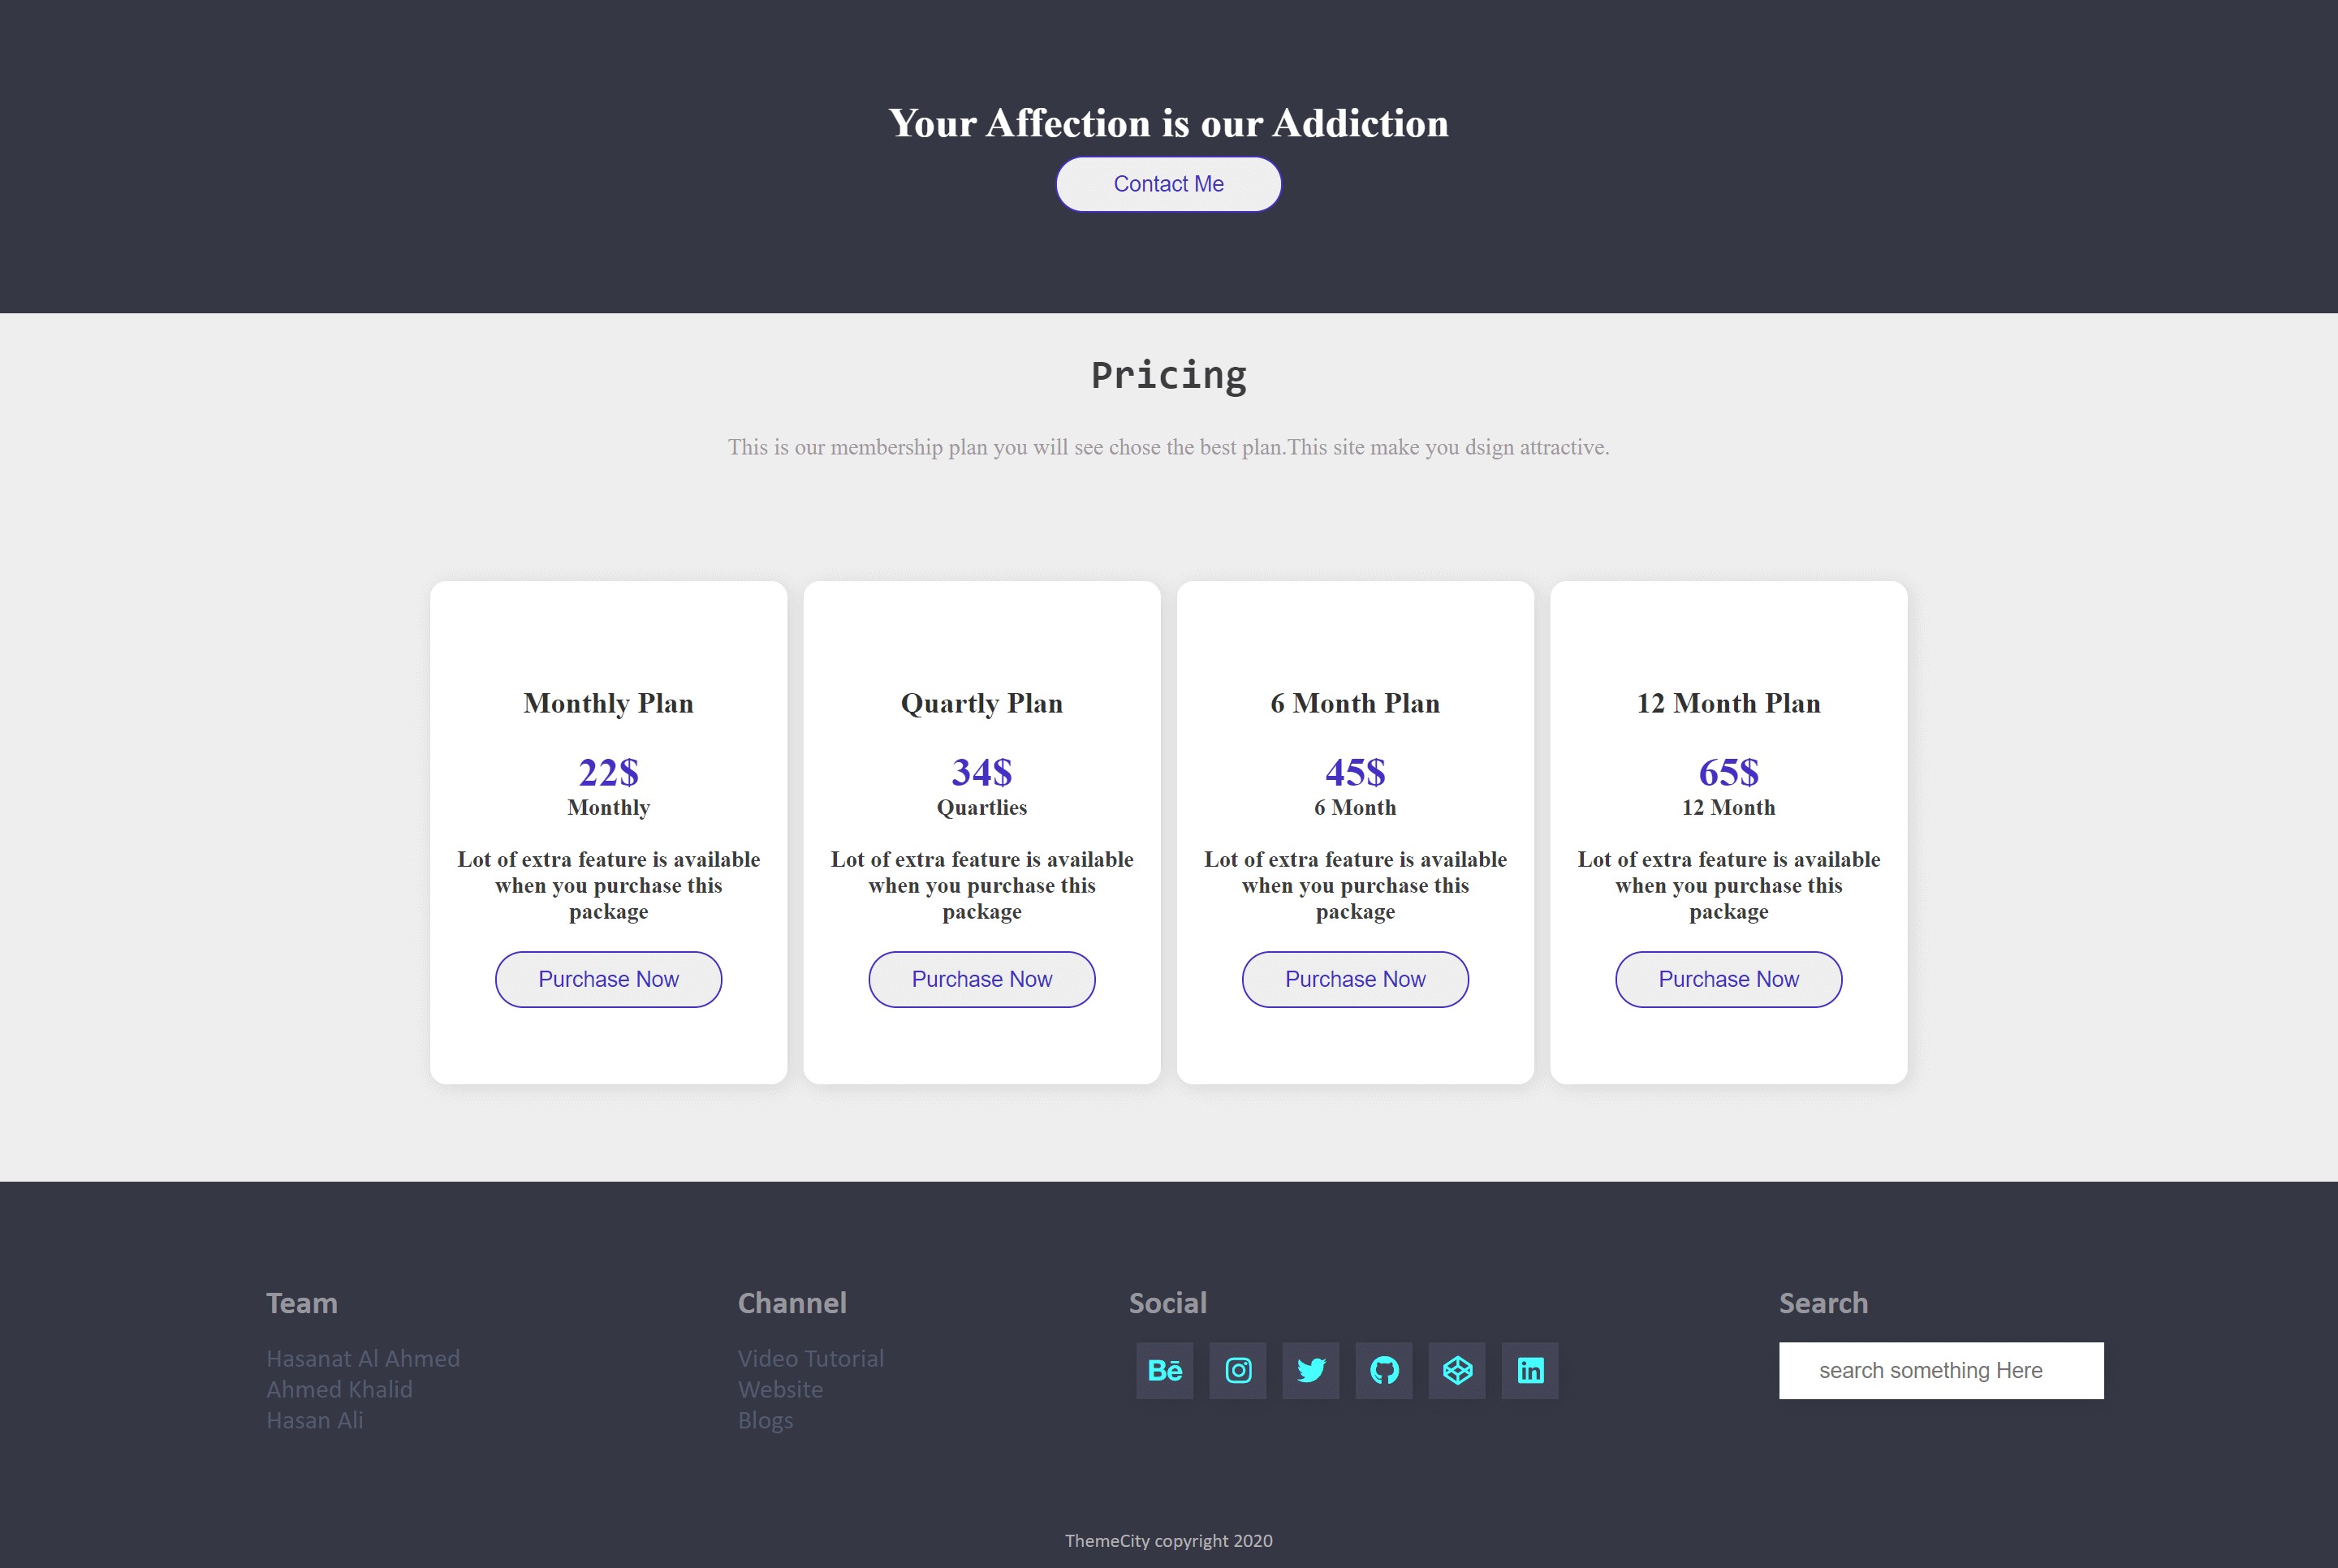 Your Affection is our Addiction
Contact Me
Pricing
This is our membership plan you will see chose the best plan.This site make you dsign attractive.
Monthly Plan
22$
Monthly
Lot of extra feature is available
when you purchase this
package
Purchase Now
Quartly Plan
34$
Quartlies
Lot of extra feature is available
when you purchase this
package
Purchase Now
6 Month Plan
45$
6 Month
Lot of extra feature is available
when you purchase this
package
Purchase Now
12 Month Plan
65$
12 Month
Lot of extra feature is available
when you purchase this
package
Purchase Now
Team
Hasanat Al Ahmed
Ahmed Khalid
Hasan Ali
Channel
Video Tutorial
Website
Blogs
Social
Bē
in
Search
search something Here
ThemeCity copyright 2020